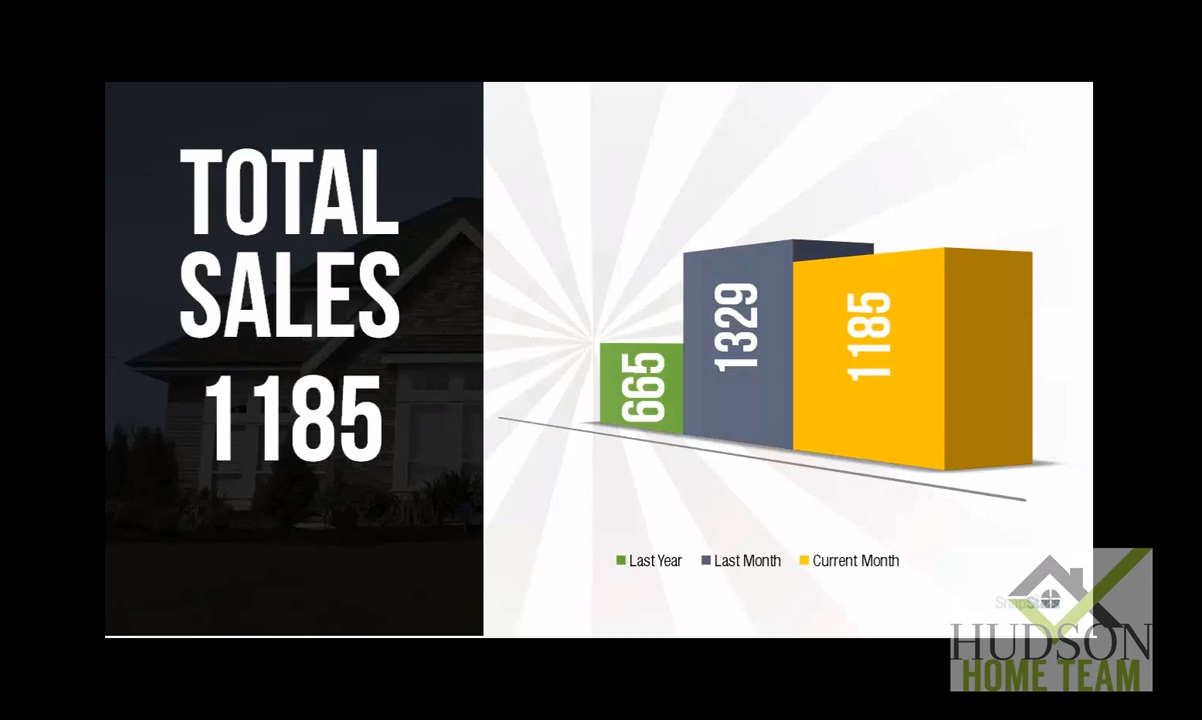 TOTAL
SALES
1185
665
1329
1185
Last Year
Last Month
Current Month
HUDSON
HOME TEAM